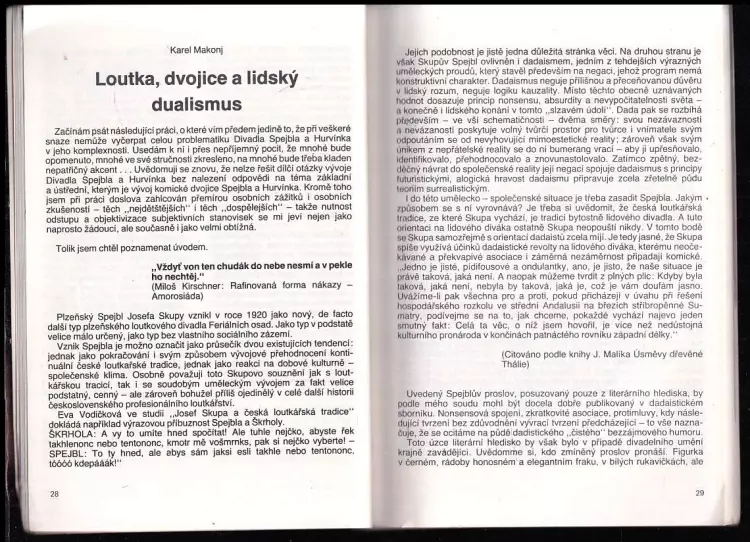 Karel Makonj
Loutka, dvojice a lidský
dualismus
Začínám psát následující práci, o které vím předem jedině to, že při veškeré
snaze nemůže vyčerpat celou problematiku Divadla Spejbla a Hurvínka
v jeho komplexnosti. Usedám k ní i přes nepříjemný pocit, že mnohé bude
opomenuto, mnohé ve své stručnosti zkresleno, na mnohé bude třeba kladen
nepatřičný akcent . . . Uvědomuji se znovu, že nelze řešit dílčí otázky vývoje
Divadla Spejbla a Hurvínka bez nalezení odpovědi na téma základní
a ústřední, kterým je vývoj komické dvojice Spejbla a Hurvínka. Kromě toho
jsem při práci doslova zahlcován přemírou osobních zážitků i osobních
zkušeností – těch „nejdětštějších“ i těch „dospělejších“ – takže nutnost
odstupu a objektivizace subjektivních stanovisek se mi jeví nejen jako
naprosto žádoucí, ale současně i jako velmi obtížná.
Tolik jsem chtěl poznamenat úvodem.
„Vždyť von ten chudák do nebe nesmí a v pekle
ho nechtěj.“
(Miloš Kirschner: Rafinovaná forma nákazy –
Amorosiáda)
Plzeňský Spejbl Josefa Skupy vznikl v roce 1920 jako nový, de facto
další typ plzeňského loutkového divadla Feriálních osad. Jako typ v podstatě
velice málo určený, jako typ bez vlastního sociálního zázemí.
Vznik Spejbla je možno označit jako průsečík dvou existujících tendencí:
jednak jako pokračování i svým způsobem vývojové přehodnocení konti-
nuální české loutkářské tradice, jednak jako reakci na dobové kulturně –
společenské klima. Osobně považuji toto Skupovo souznění jak s lout-
kářskou tradicí, tak i se soudobým uměleckým vývojem za fakt velice
podstatný, cenný – ale zároveň bohužel příliš ojedinělý v celé další historii
československého profesionálního loutkářství.
Eva Vodičková ve studii „Josef Skupa a česká loutkářská tradice“
dokládá například výrazovou příbuznost Spejbla a Škrholy.
ŠKRHOLA: A vy to umíte hned spočítat! Ale tuhle nejčko, abyste řek
takhlenono nebo tentononc, kmotr mě vošmrnks, pak si nejčko vyberte! –
SPEJBL: To ty hned, ale abys sám jaksi esli takhle nebo tentononc,
tóóóó kdepááák!“
28
Jejich podobnost je jistě jedna důležitá stránka věci. Na druhou stranu je
však Skupův Spejbl ovlivněn i dadaismem, jedním z tehdejších výrazných
uměleckých proudů, který stavěl především na negaci, jehož program nemá
konstruktivní charakter. Dadaismus neguje přílišnou a přeceňovanou důvěru
v lidský rozum, neguje logiku kauzality. Místo těchto obecně uznávaných
hodnot dosazuje princip nonsensu, absurdity a nevypočitatelnosti světa –
a konečně i lidského konání v tomto „slzavém údolí“. Dada pak se rozbíhá
především – ve vší schematičnosti – dvěma směry: svou nezávazností
a nevázaností poskytuje volný tvůrčí prostor pro tvůrce i vnímatele svým
odpoutáním se od nevyhovující mimoestetické reality; zároveň však svým
únikem z nepřátelské reality se do ní numerang vrací – aby ji upřesňovalo,
identifikovalo, přehodnocovalo a znovunastolovalo. Zatímco zpětný, bez-
děčný návrat do společenské reality její negací spojuje dadaismus s principy
futuristickými, alogická hravost dadaismu připravuje zcela zřetelně půdu
teoriím surrealistickým.
I do této umělecko – společenské situace je třeba zasadit Spejbla. Jakým
způsobem se s ní vyrovnává? Je třeba si uvědomit, že česká loutkářská
tradice, ze které Skupa vychází, je tradicí bytostně lidového divadla. A tuto
orientaci na lidového diváka ostatně Skupa neopouští nikdy. V tomto bodě
se Skupa samozřejmě s orientací dadaistů zcela míjí. Je tedy jasné, že Skupa
spíše využívá účinků dadaistické revolty na lidového diváka, kterému neoče-
kávané a překvapivé asociace i záměrná nezáměrnost připadají komické.
„Jedno je jisté, pidifousové a ondulantky, ano, je jisto, že naše situace je
právě taková, jaká není. A naopak můžeme tvrdit z plných plic: Kdyby byla
taková, jaká není, nebyla by taková, jaká je, což je vám doufám jasno.
Uvážíme-li pak všechna pro a proti, pokud přicházejí v úvahu při řešení
hospodářského rozkolu ve střední Andalusii na březích stříbropěnné Su-
matry, podívejme se na to, jak chceme, pokaždé vychází najevo jeden
smutný fakt: Celá ta věc, o níž jsem hovořil, je více než nedůstojná
kulturního pronároda v končinách patnáctého rovníku západní délky.“
(Citováno podle knihy J. Malíka Úsměvy dřevěné
Thálie)
Uvedený Spejblův proslov, posuzovaný pouze z literárního hlediska, by
podle mého soudu mohl být docela dobře publikovaný v dadaistickém
sborníku. Nonsensová spojení, zkratkovité asociace, protimluvy, kdy násle-
dující tvrzení bez zdůvodnění vyvrací tvrzení předcházející – to vše nazna-
čuje, že se ocitáme na půdě dadistického „čistého“ bezzájmového humoru.
Toto úzce literární hledisko by však bylo v případě divadelního umění
krajně zavádějící. Uvědomme si, kdo zmíněný proslov pronáší. Figurka
v černém, rádoby honosném a elegantním fraku, v bílých rukavičkách, ale
29